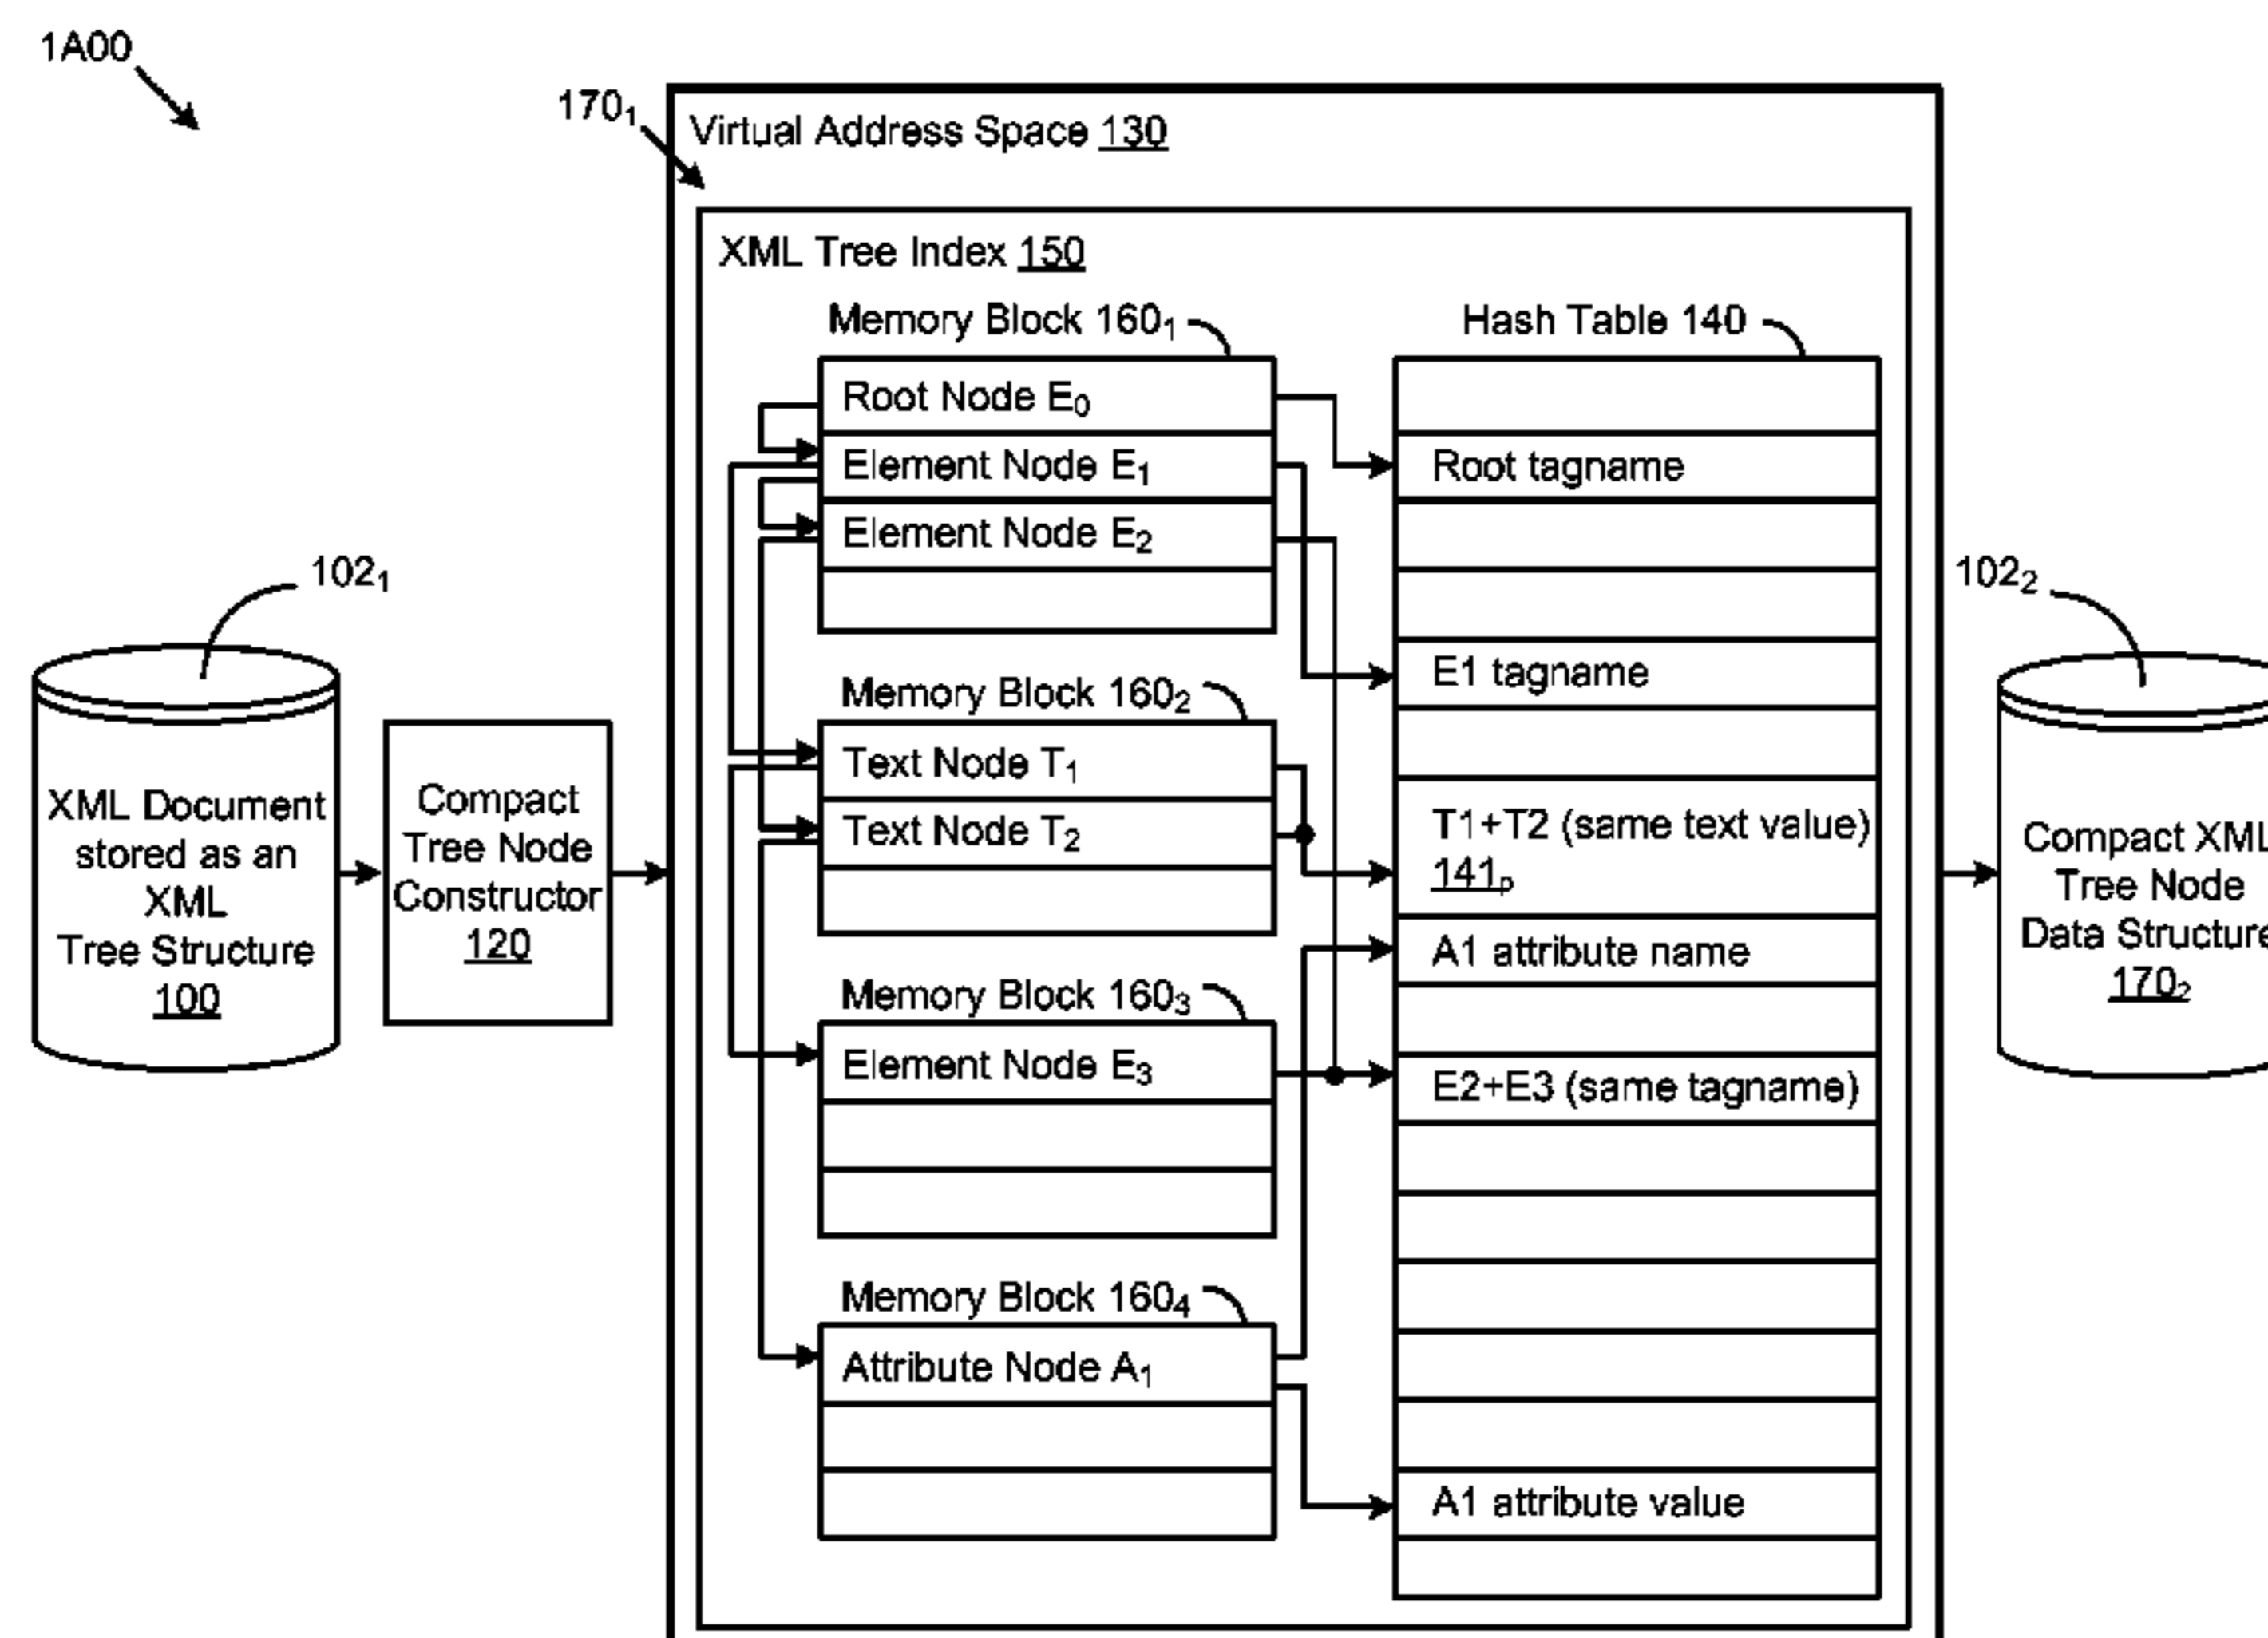 1A00
170₁
Virtual Address Space 130
XML Tree Index 150
Memory Block 160₁
Root Node E₀
Element Node E₁
Element Node E₂
Memory Block 160₂
Text Node T₁
Text Node T₂
Memory Block 160₃
Element Node E₃
Memory Block 160₄
Attribute Node A₁
Hash Table 140
Root tagname
E1 tagname
T1+T2 (same text value)
141ₚ
A1 attribute name
E2+E3 (same tagname)
A1 attribute value
102₁
XML Document
stored as an
XML
Tree Structure
100
Compact
Tree Node
Constructor
120
102₂
Compact XML
Tree Node
Data Structure
170₂